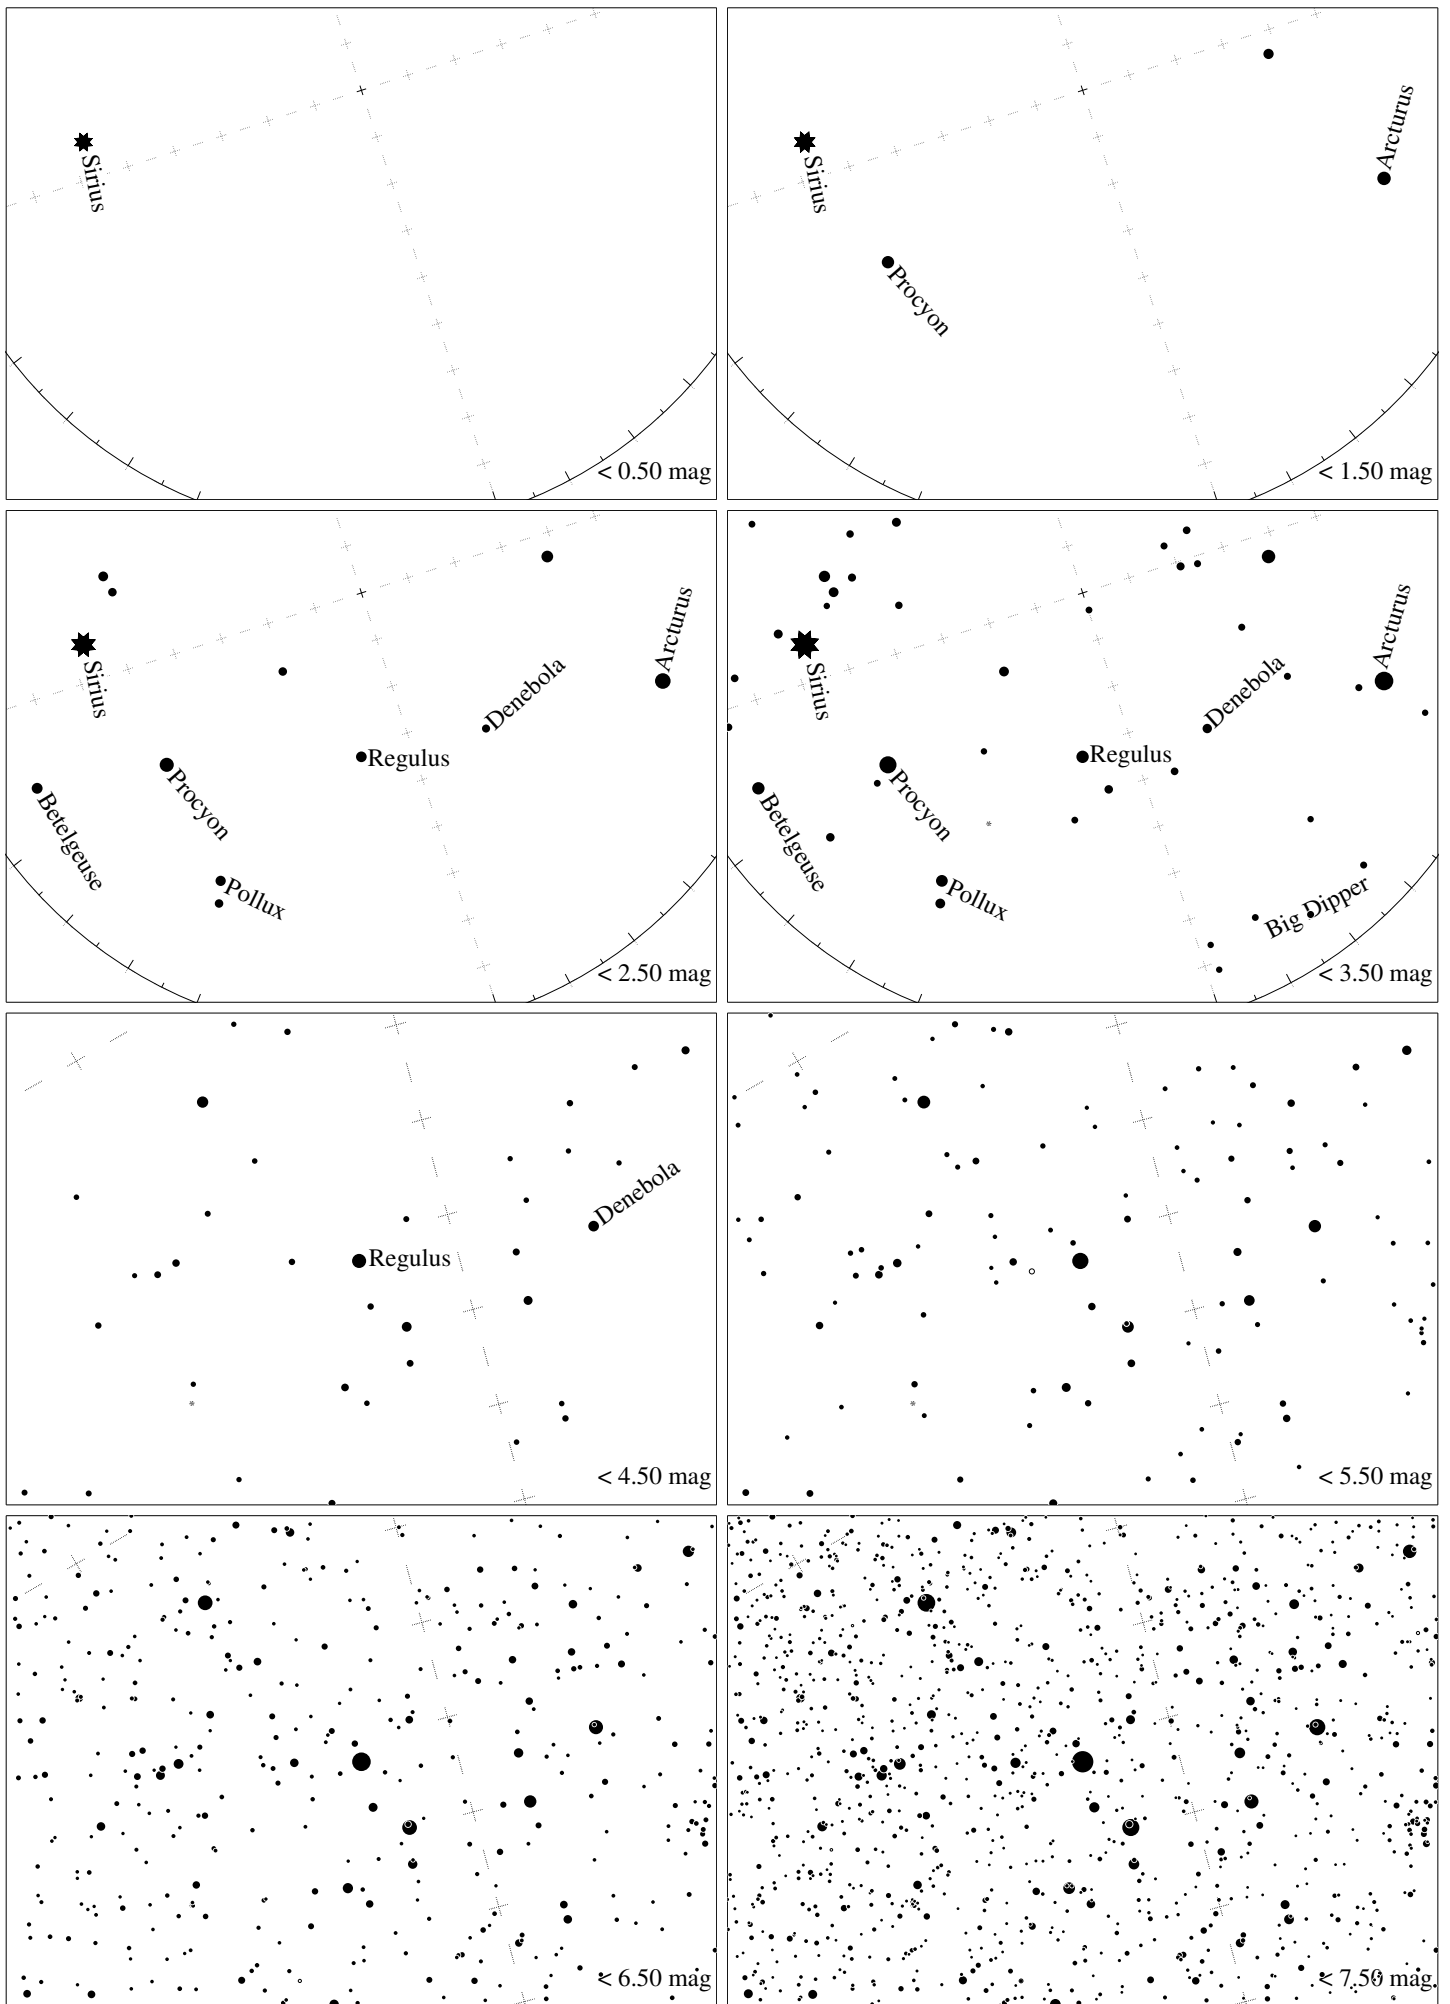 Sirius
< 0.50 mag
Sirius
Arcturus
Procyon
< 1.50 mag
Arcturus
Sirius
Denebola
Regulus
Procyon
Betelgeuse
Pollux
< 2.50 mag
Arcturus
Sirius
Denebola
Regulus
Procyon
Betelgeuse
Pollux
Big Dipper
< 3.50 mag
Denebola
Regulus
< 4.50 mag
< 5.50 mag
< 6.50 mag
< 7.50 mag